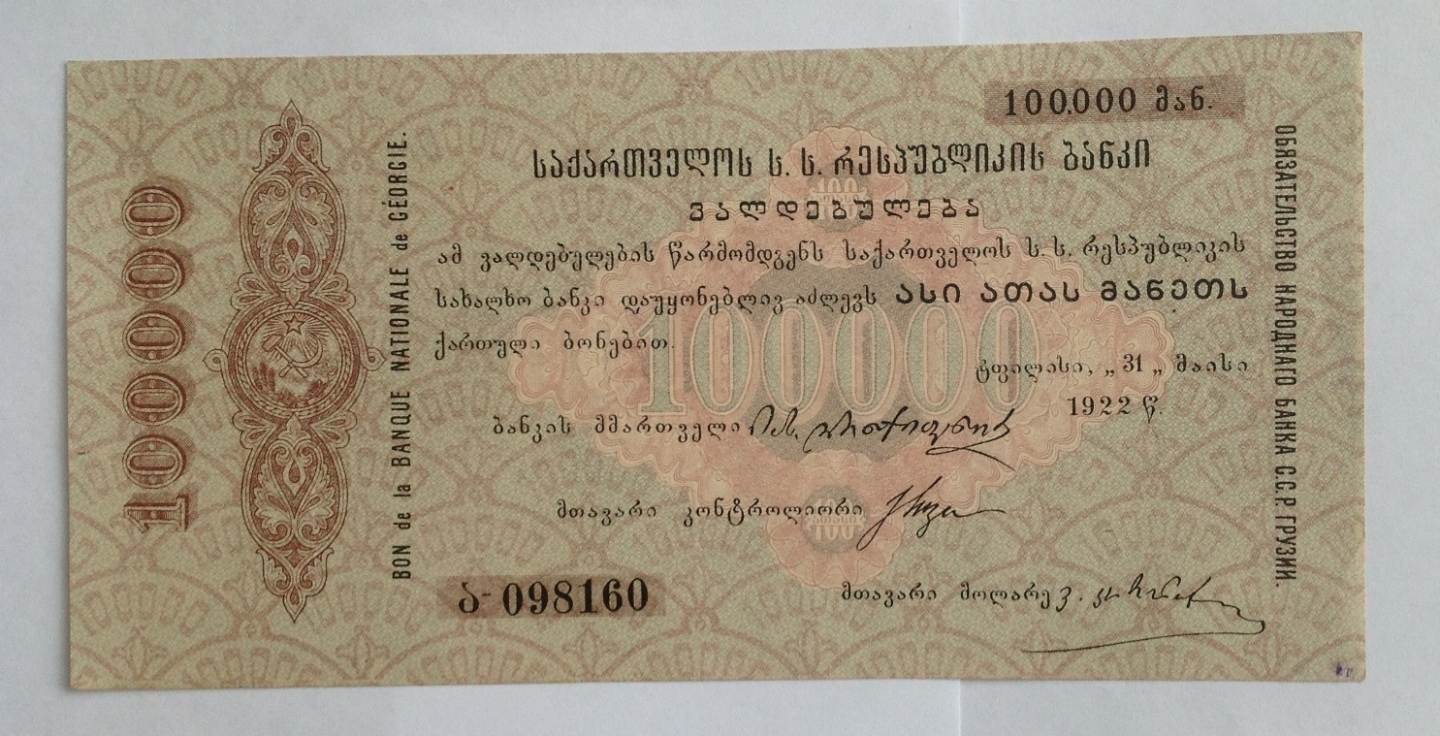 100.000 მან.
საქართველოს ს. ს. რესპუბლიკის ბანკი
ვალდებულება
ამ ვალდებულების წარმომდგენს საქართველოს ს. ს. რესპუბლიკის
სახალხო ბანკი დაუყონებლივ აძლევს ასი ათას მანეთს
ქართული ბონებით.
100000
ტფილისი, „ 31 „ მაისი
1922 წ.
ბანკის მმართველი
მთავარი კონტროლიორი
მთავარი მოლარე
ა- 098160
100000
BON de la BANQUE NATIONALE de GÉORGIE.
ОБЯЗАТЕЛЬСТВО НАРОДНАГО БАНКА С.С.Р. ГРУЗИИ.